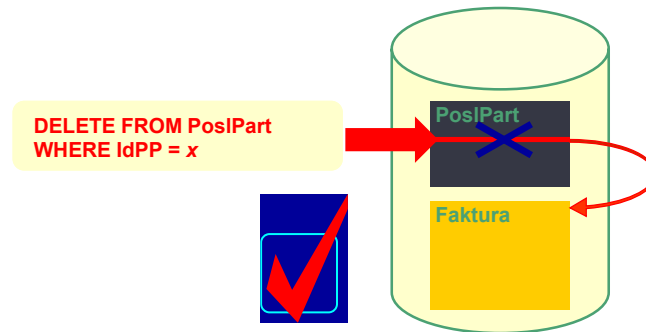 DELETE FROM PoslPart
WHERE IdPP = x
PoslPart
Faktura